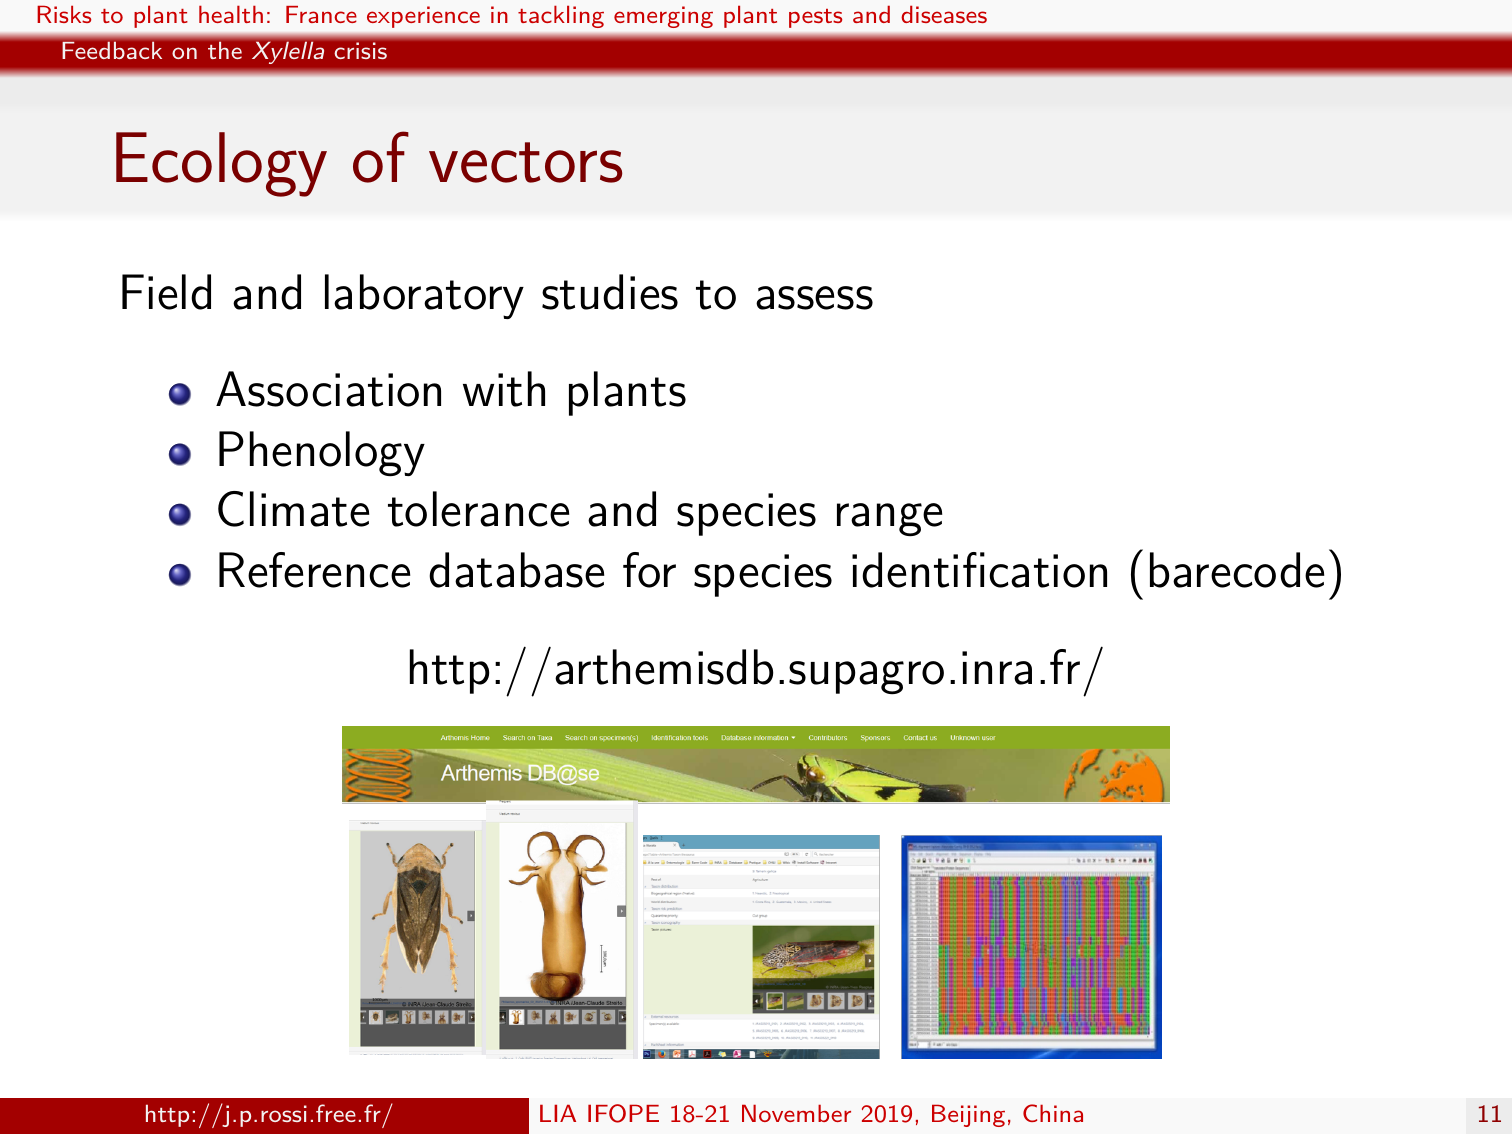 Risks to plant health: France experience in tackling emerging plant pests and diseases
Feedback on the Xylella crisis
Ecology of vectors
Field and laboratory studies to assess
Association with plants
Phenology
Climate tolerance and species range
Reference database for species identification (barecode)
http://arthemisdb.supagro.inra.fr/
Arthemis Home Search on Taxa Search on specimen(s) Identification tools Database information Contributors Sponsors Contact us Unknown user
Arthemis DB@se
© INRA /Jean-Claude Streito
© INRA /Jean-Claude Streito
http://j.p.rossi.free.fr/
LIA IFOPE 18-21 November 2019, Beijing, China
11